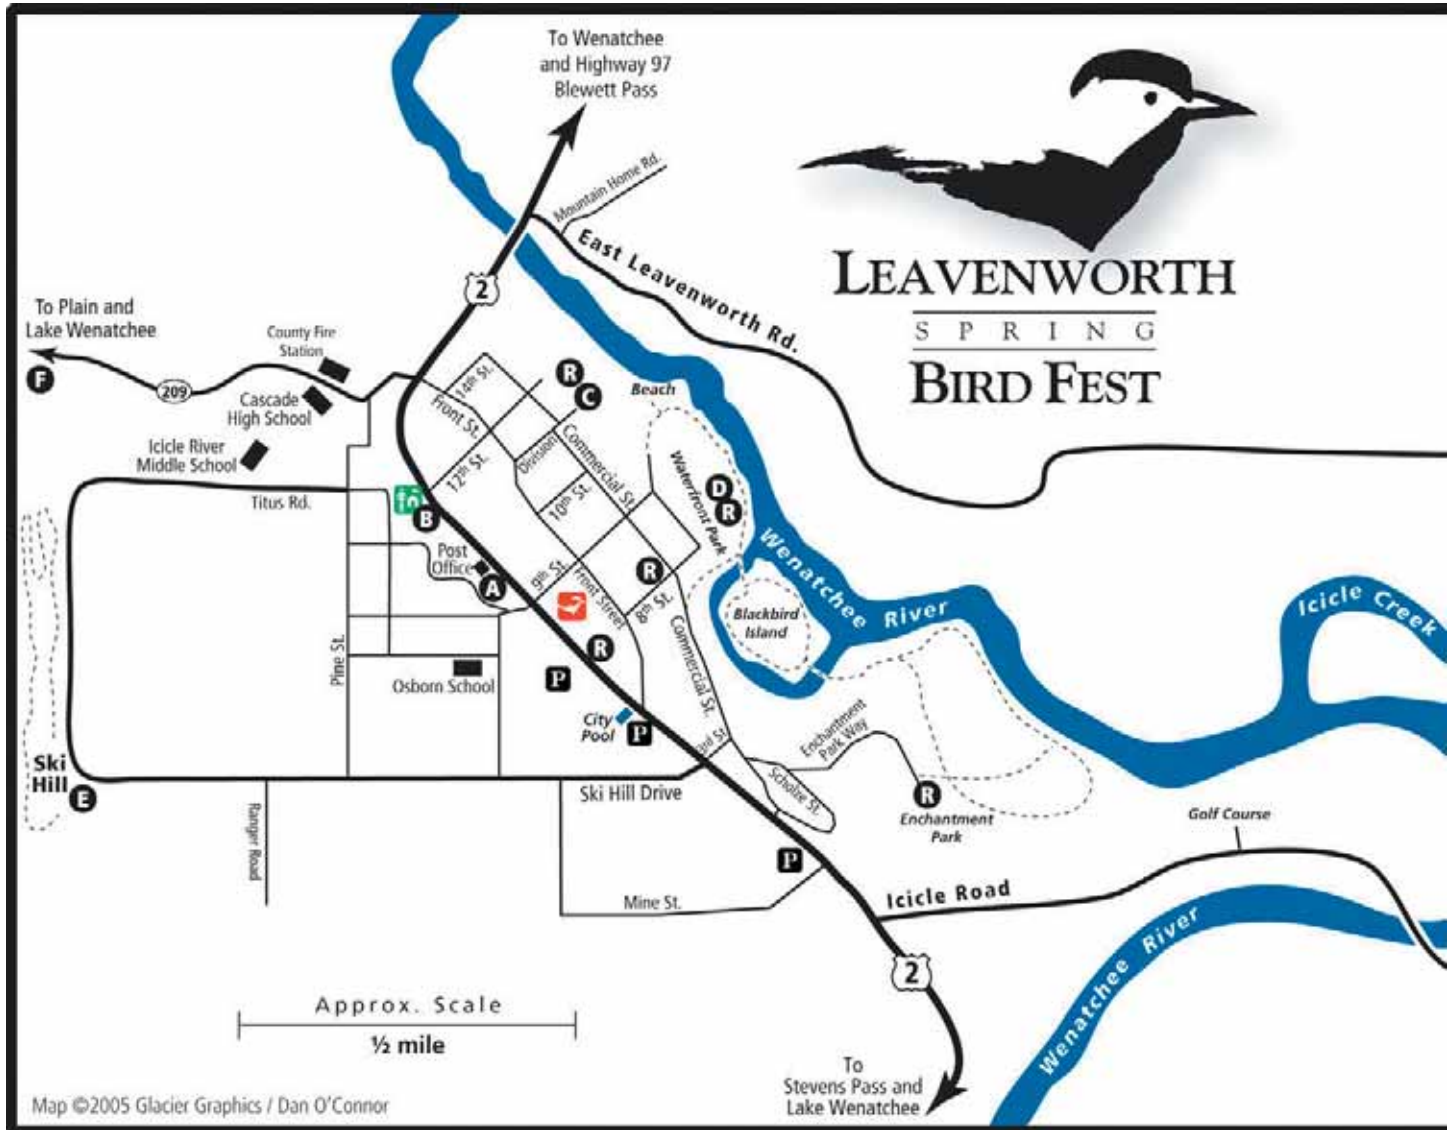 To Wenatchee
and Highway 97
Blewett Pass
Mountain Home Rd.
East Leavenworth Rd.
LEAVENWORTH
SPRING
BIRD FEST
2
To Plain and
Lake Wenatchee
F
209
County Fire
Station
Cascade
High School
Icicle River
Middle School
Titus Rd.
14th St.
Front St.
12th St.
Division
Commercial St.
10th St.
R
C
Beach
Waterfront Park
D
R
in
B
Post
Office
A
9th St.
Front Street
R
8th St.
Commercial St.
Blackbird
Island
Wenatchee River
Icicle Creek
Pine St.
Osborn School
R
P
City
Pool
P
3rd St.
Enchantment
Park Way
Scholze St.
R
Enchantment
Park
Ski
Hill
E
Ski Hill Drive
Ranger Road
Golf Course
P
Mine St.
Icicle Road
Wenatchee River
2
Approx. Scale
½ mile
To
Stevens Pass and
Lake Wenatchee
Map ©2005 Glacier Graphics / Dan O'Connor